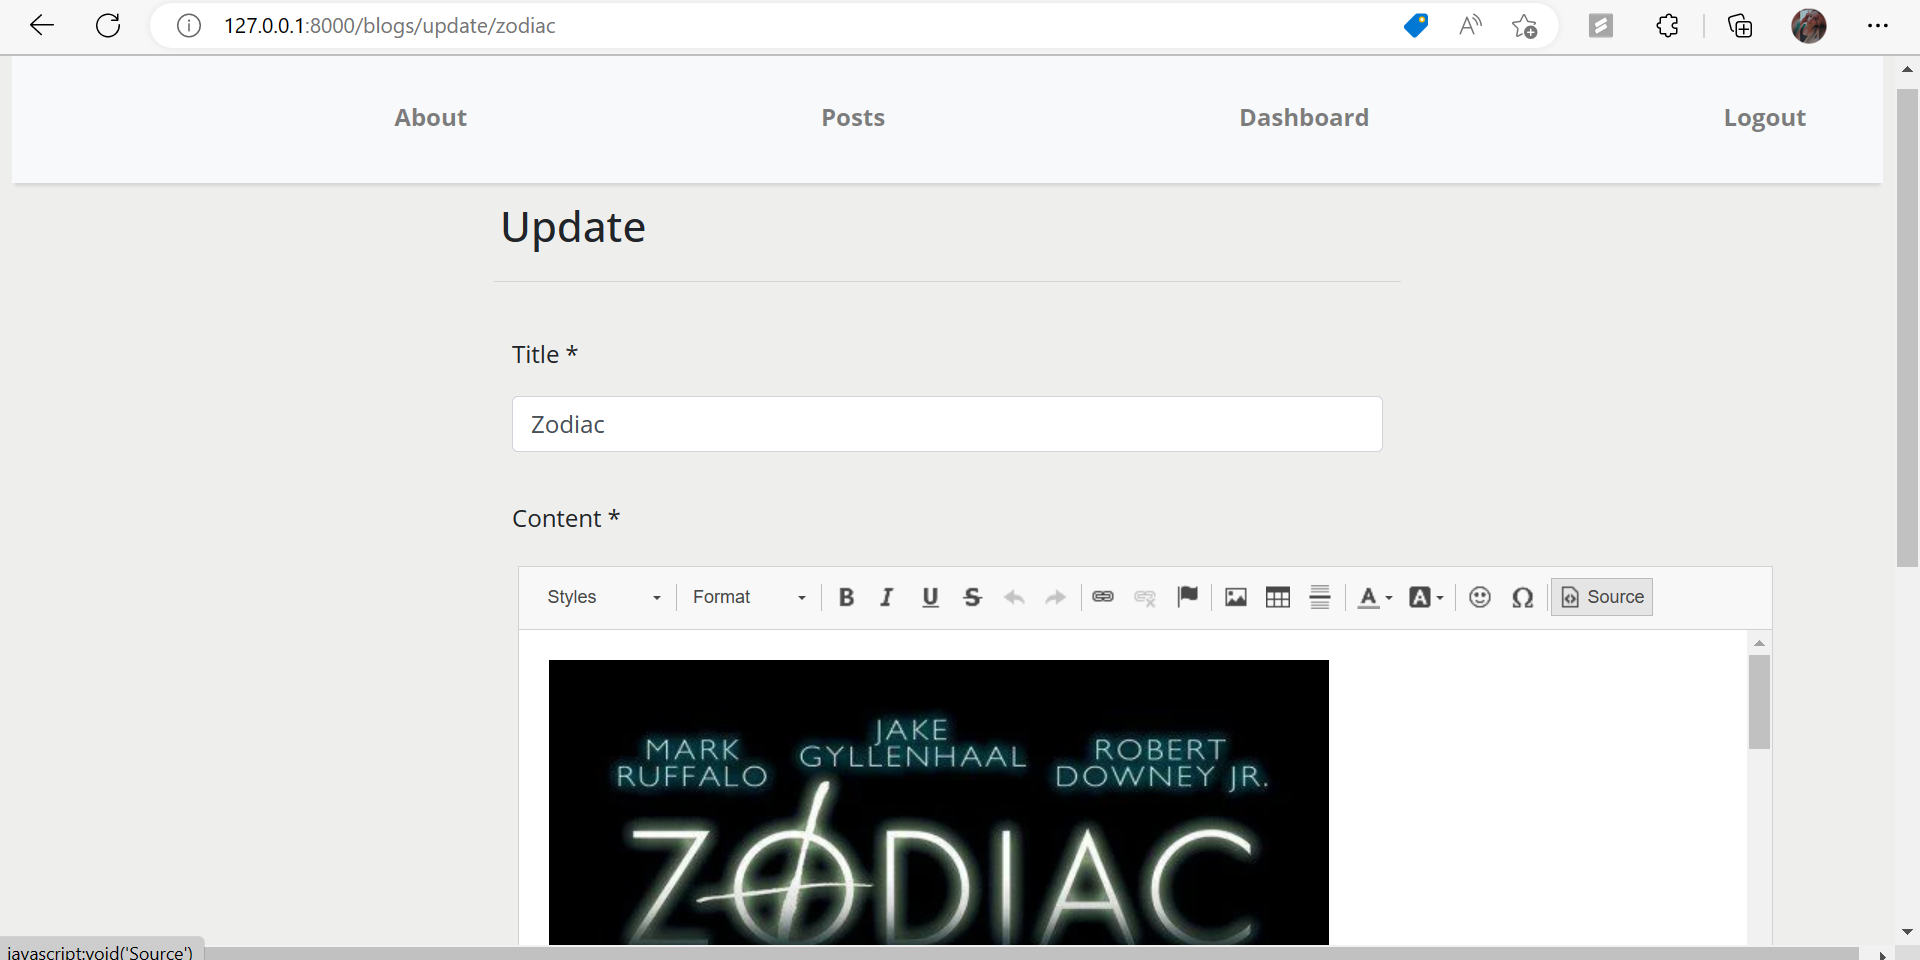 127.0.0.1:8000/blogs/update/zodiac
About Posts Dashboard Logout
Update
Title *
Zodiac
Content *
Styles Format B I U S A A Ω Source
MARK RUFFALO
JAKE GYLLENHAAL
ROBERT DOWNEY JR.
ZODIAC
javascript:void('Source')